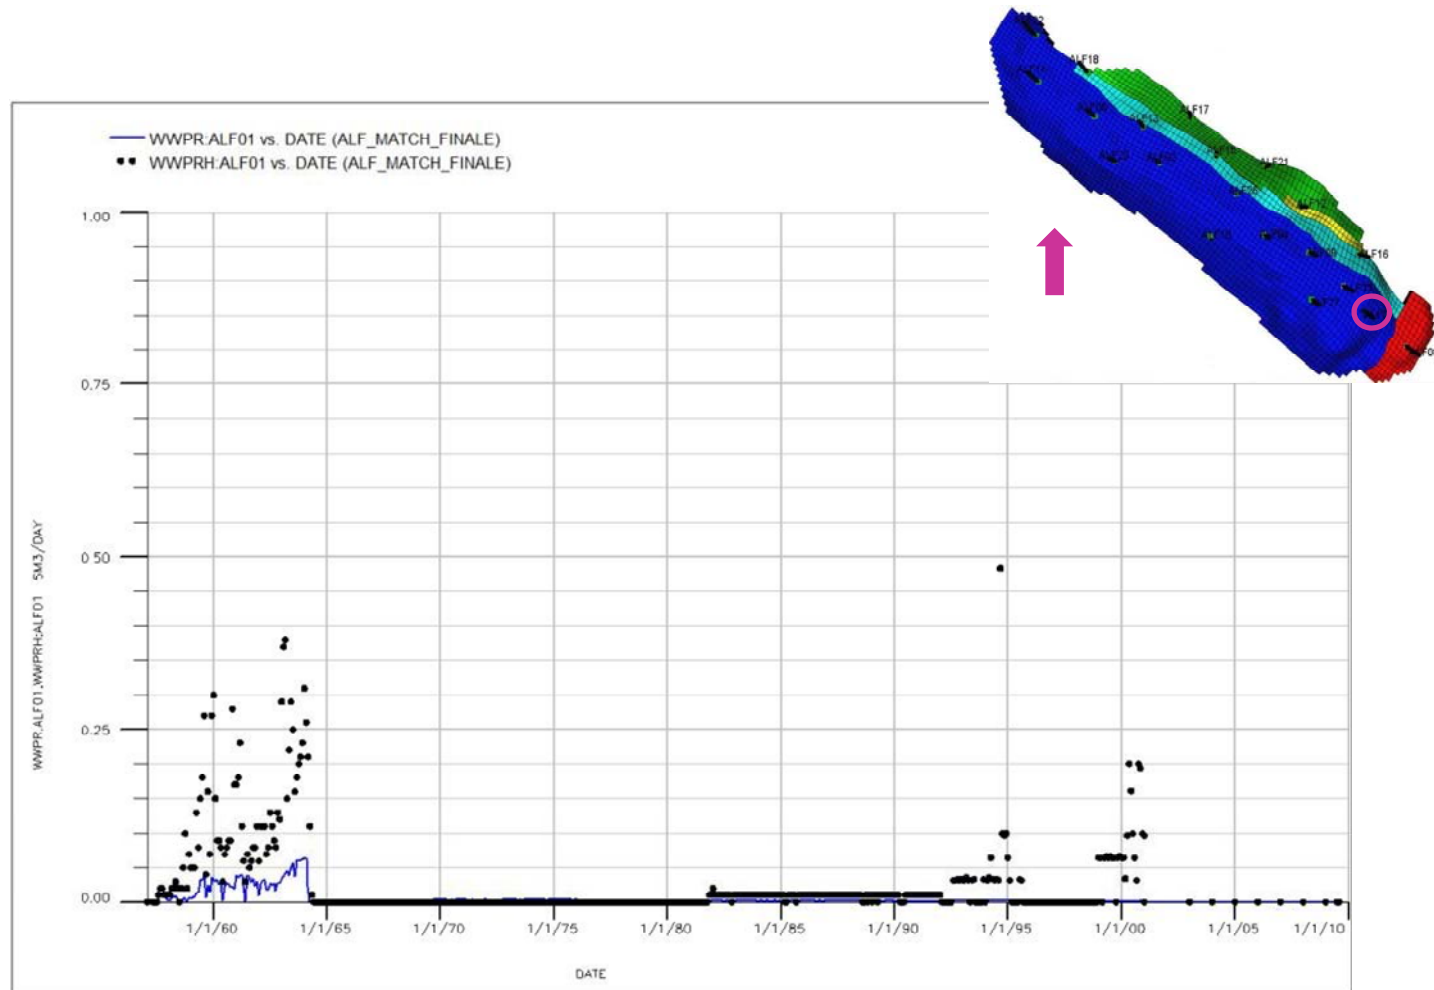 WWPR:ALF01 vs. DATE (ALF_MATCH_FINALE)
WWPRH:ALF01 vs. DATE (ALF_MATCH_FINALE)
ALF18
ALF17
ALF21
ALF12
ALF16
1.00
0.75
0.50
0.25
0.00
WWPR:ALF01,WWPRH:ALF01 SM3/DAY
1/1/60
1/1/65
1/1/70
1/1/75
1/1/80
1/1/85
1/1/90
1/1/95
1/1/00
1/1/05
1/1/10
DATE